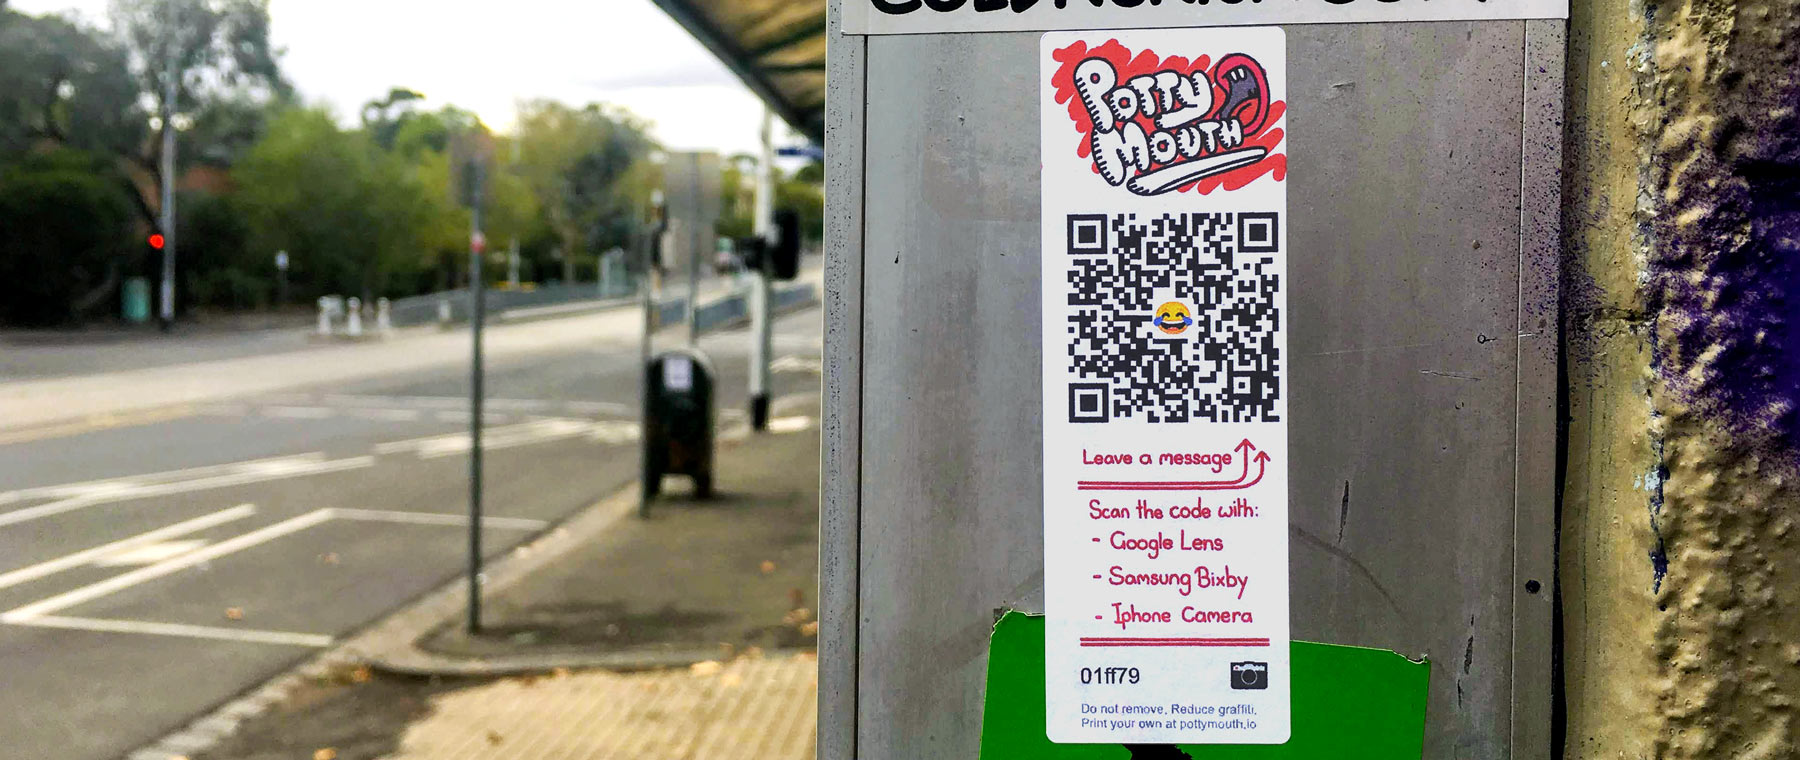 POTTY
MOUTH
Leave a message
Scan the code with:
- Google Lens
- Samsung Bixby
- Iphone Camera
01ff79
Do not remove. Reduce graffiti.
Print your own at pottymouth.io